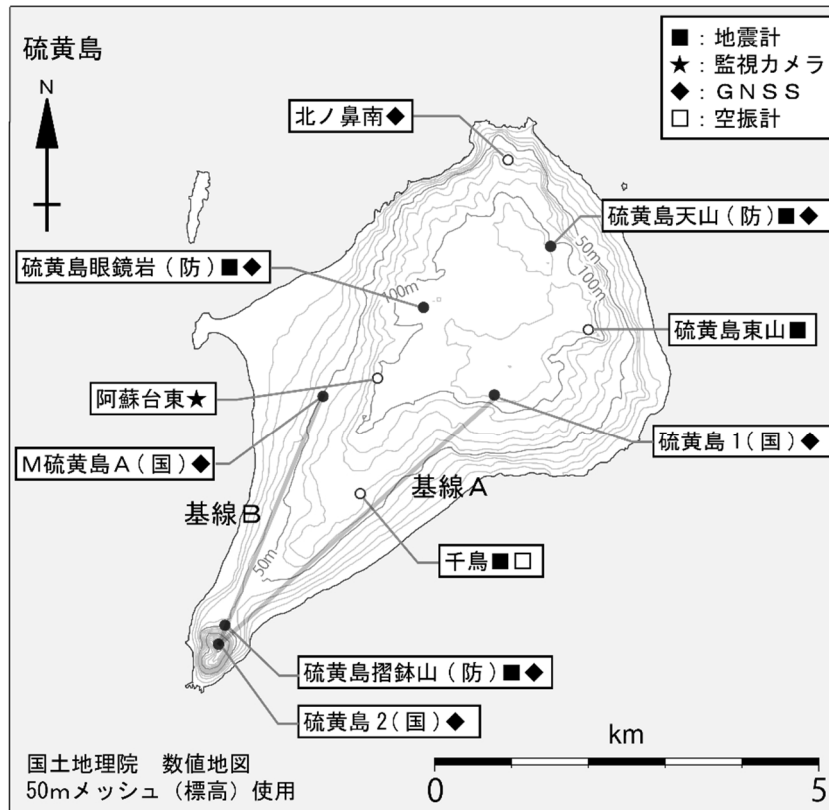 硫黄島
N
■：地震計
★：監視カメラ
◆：ＧＮＳＳ
□：空振計
北ノ鼻南◆
硫黄島天山(防)■◆
50m
100m
硫黄島眼鏡岩(防)■◆
100m
硫黄島東山■
阿蘇台東★
硫黄島1(国)◆
M硫黄島A(国)◆
基線A
基線B
50m
千鳥■□
硫黄島摺鉢山(防)■◆
硫黄島2(国)◆
国土地理院　数値地図
50mメッシュ（標高）使用
km
0
5